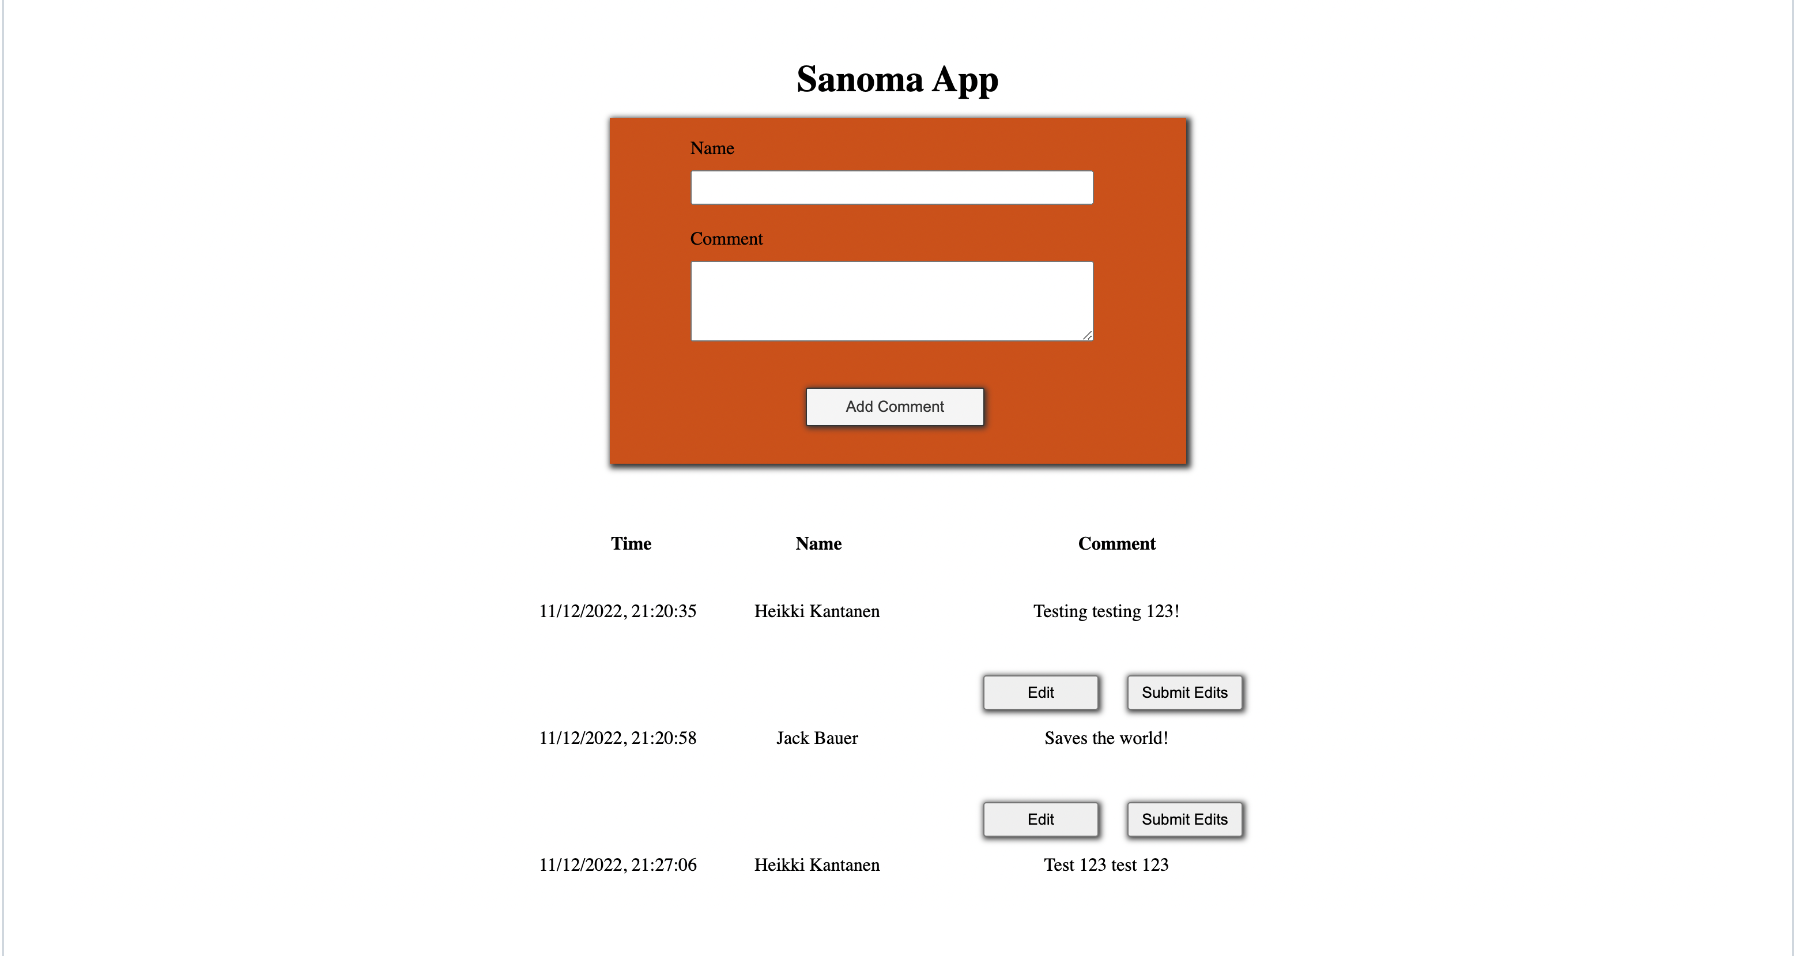 Sanoma App
Name
Comment
Add Comment
Time Name Comment
11/12/2022, 21:20:35 Heikki Kantanen Testing testing 123!
Edit Submit Edits
11/12/2022, 21:20:58 Jack Bauer Saves the world!
Edit Submit Edits
11/12/2022, 21:27:06 Heikki Kantanen Test 123 test 123